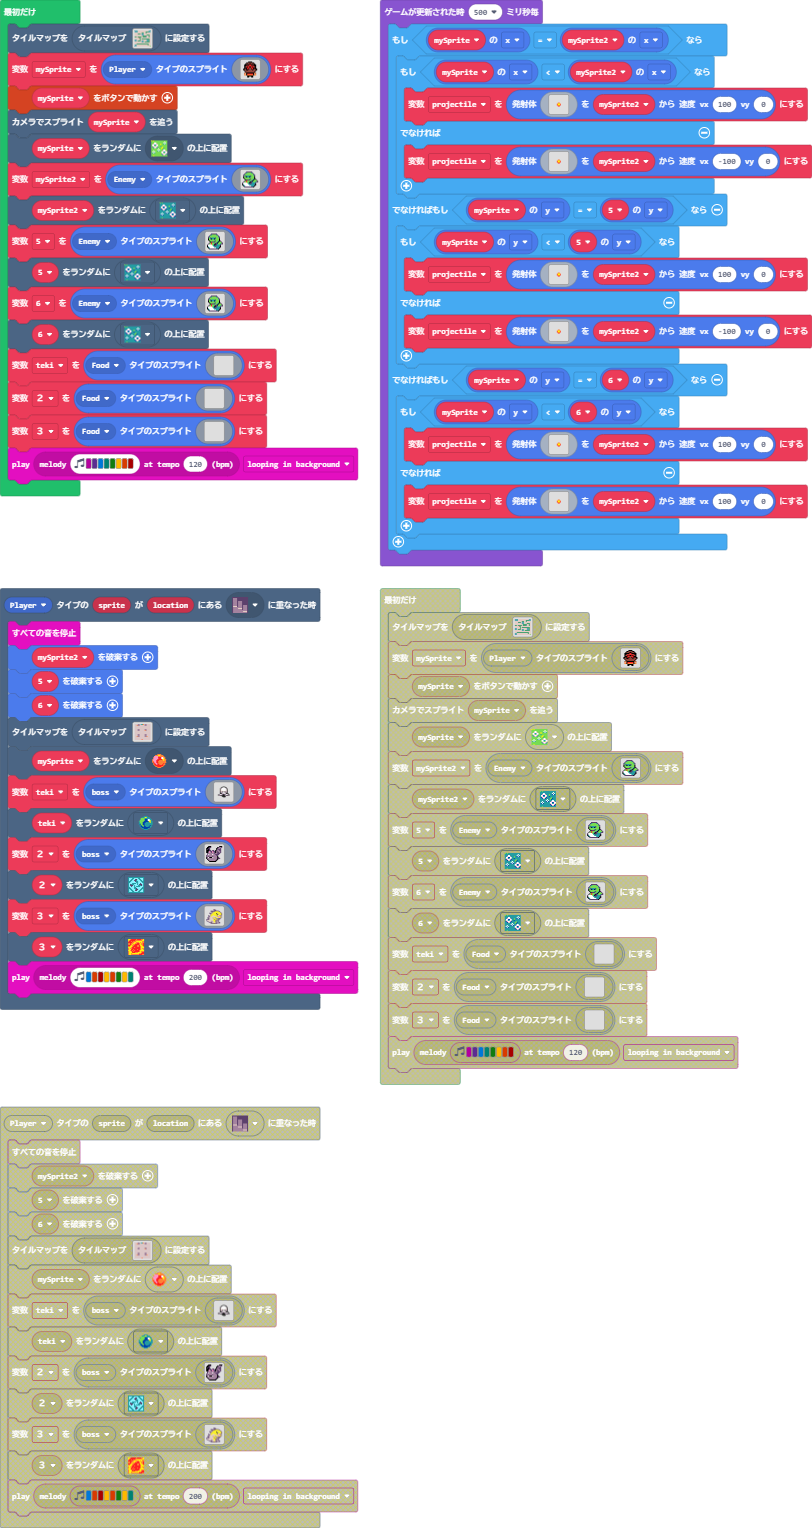 最初だけ
タイルマップを タイルマップ に設定する
変数 mySprite を Player タイプのスプライト にする
mySprite をボタンで動かす
カメラでスプライト mySprite を追う
mySprite をランダムに の上に配置
変数 mySprite2 を Enemy タイプのスプライト にする
mySprite2 をランダムに の上に配置
変数 5 を Enemy タイプのスプライト にする
5 をランダムに の上に配置
変数 6 を Enemy タイプのスプライト にする
6 をランダムに の上に配置
変数 teki を Food タイプのスプライト にする
変数 2 を Food タイプのスプライト にする
変数 3 を Food タイプのスプライト にする
play melody at tempo 120 (bpm) looping in background
ゲームが更新された時 500 ミリ秒毎
もし mySprite の x = mySprite2 の x なら
もし mySprite の x < mySprite2 の x なら
変数 projectile を 発射体 を mySprite2 から 速度 vx 100 vy 0 にする
でなければ
変数 projectile を 発射体 を mySprite2 から 速度 vx -100 vy 0 にする
でなければもし mySprite の y = 5 の y なら
もし mySprite の y < 5 の y なら
変数 projectile を 発射体 を mySprite2 から 速度 vx 100 vy 0 にする
でなければ
変数 projectile を 発射体 を mySprite2 から 速度 vx -100 vy 0 にする
でなければもし mySprite の y = 6 の y なら
もし mySprite の y < 6 の y なら
変数 projectile を 発射体 を mySprite2 から 速度 vx 100 vy 0 にする
でなければ
変数 projectile を 発射体 を mySprite2 から 速度 vx 100 vy 0 にする
Player タイプの sprite が location にある に重なった時
すべての音を停止
mySprite2 を破棄する
5 を破棄する
6 を破棄する
タイルマップを タイルマップ に設定する
mySprite をランダムに の上に配置
変数 teki を boss タイプのスプライト にする
teki をランダムに の上に配置
変数 2 を boss タイプのスプライト にする
2 をランダムに の上に配置
変数 3 を boss タイプのスプライト にする
3 をランダムに の上に配置
play melody at tempo 200 (bpm) looping in background
最初だけ
タイルマップを タイルマップ に設定する
変数 mySprite を Player タイプのスプライト にする
mySprite をボタンで動かす
カメラでスプライト mySprite を追う
mySprite をランダムに の上に配置
変数 mySprite2 を Enemy タイプのスプライト にする
mySprite2 をランダムに の上に配置
変数 5 を Enemy タイプのスプライト にする
5 をランダムに の上に配置
変数 6 を Enemy タイプのスプライト にする
6 をランダムに の上に配置
変数 teki を Food タイプのスプライト にする
変数 2 を Food タイプのスプライト にする
変数 3 を Food タイプのスプライト にする
play melody at tempo 120 (bpm) looping in background
Player タイプの sprite が location にある に重なった時
すべての音を停止
mySprite2 を破棄する
5 を破棄する
6 を破棄する
タイルマップを タイルマップ に設定する
mySprite をランダムに の上に配置
変数 teki を boss タイプのスプライト にする
teki をランダムに の上に配置
変数 2 を boss タイプのスプライト にする
2 をランダムに の上に配置
変数 3 を boss タイプのスプライト にする
3 をランダムに の上に配置
play melody at tempo 200 (bpm) looping in background